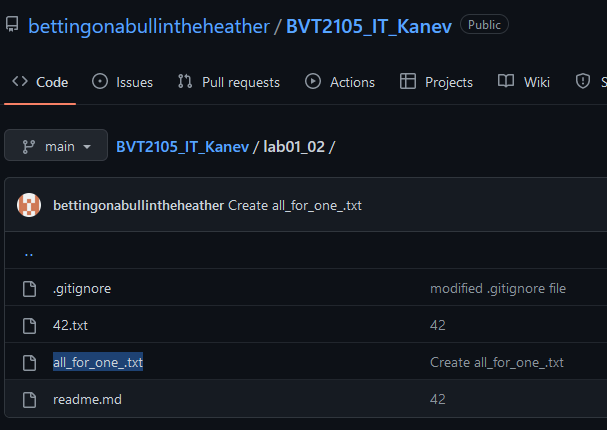 bettingonabullintheheather / BVT2105_IT_Kanev Public
Code Issues Pull requests Actions Projects Wiki S
main BVT2105_IT_Kanev / lab01_02 /
bettingonabullintheheather Create all_for_one_.txt
..
.gitignore modified .gitignore file
42.txt 42
all_for_one_.txt Create all_for_one_.txt
readme.md 42